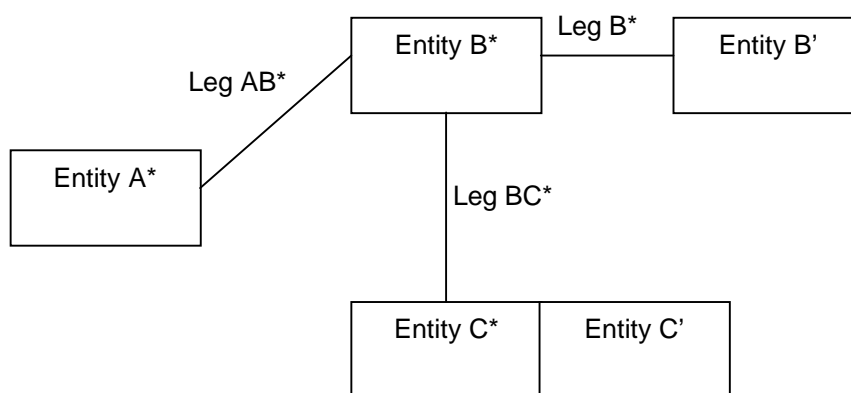 Entity B*
Leg B*
Entity B’
Leg AB*
Entity A*
Leg BC*
Entity C*
Entity C’